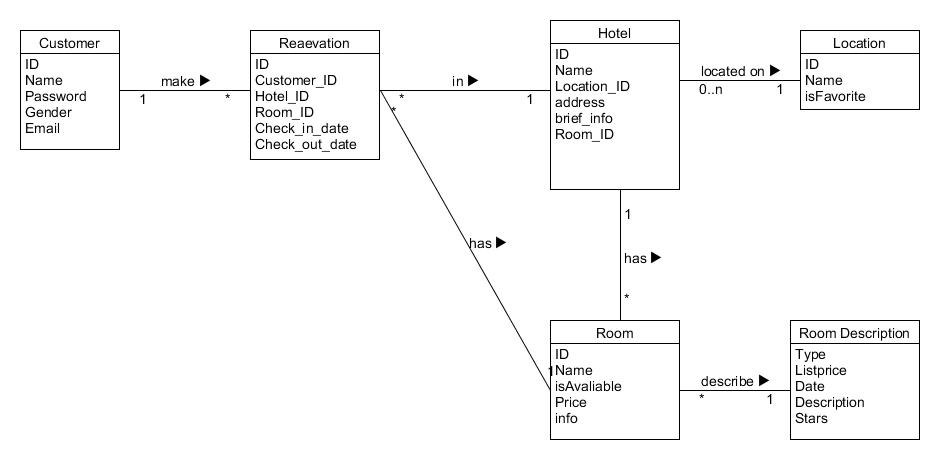 Customer
ID
Name
Password
Gender
Email
make ▶
1
*
Reaevation
ID
Customer_ID
Hotel_ID
Room_ID
Check_in_date
Check_out_date
in ▶
*
1
*
Hotel
ID
Name
Location_ID
address
brief_info
Room_ID
located on ▶
0..n
1
Location
ID
Name
isFavorite
has ▶
1
1
has ▶
*
Room
ID
Name
isAvaliable
Price
info
describe ▶
*
1
Room Description
Type
Listprice
Date
Description
Stars